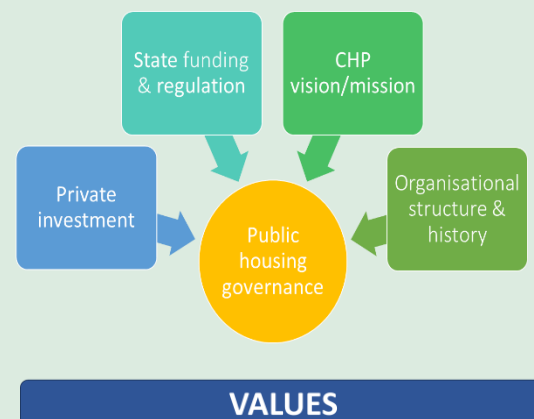 State funding
& regulation
CHP
vision/mission
Private
investment
Organisational
structure &
history
Public
housing
governance
VALUES